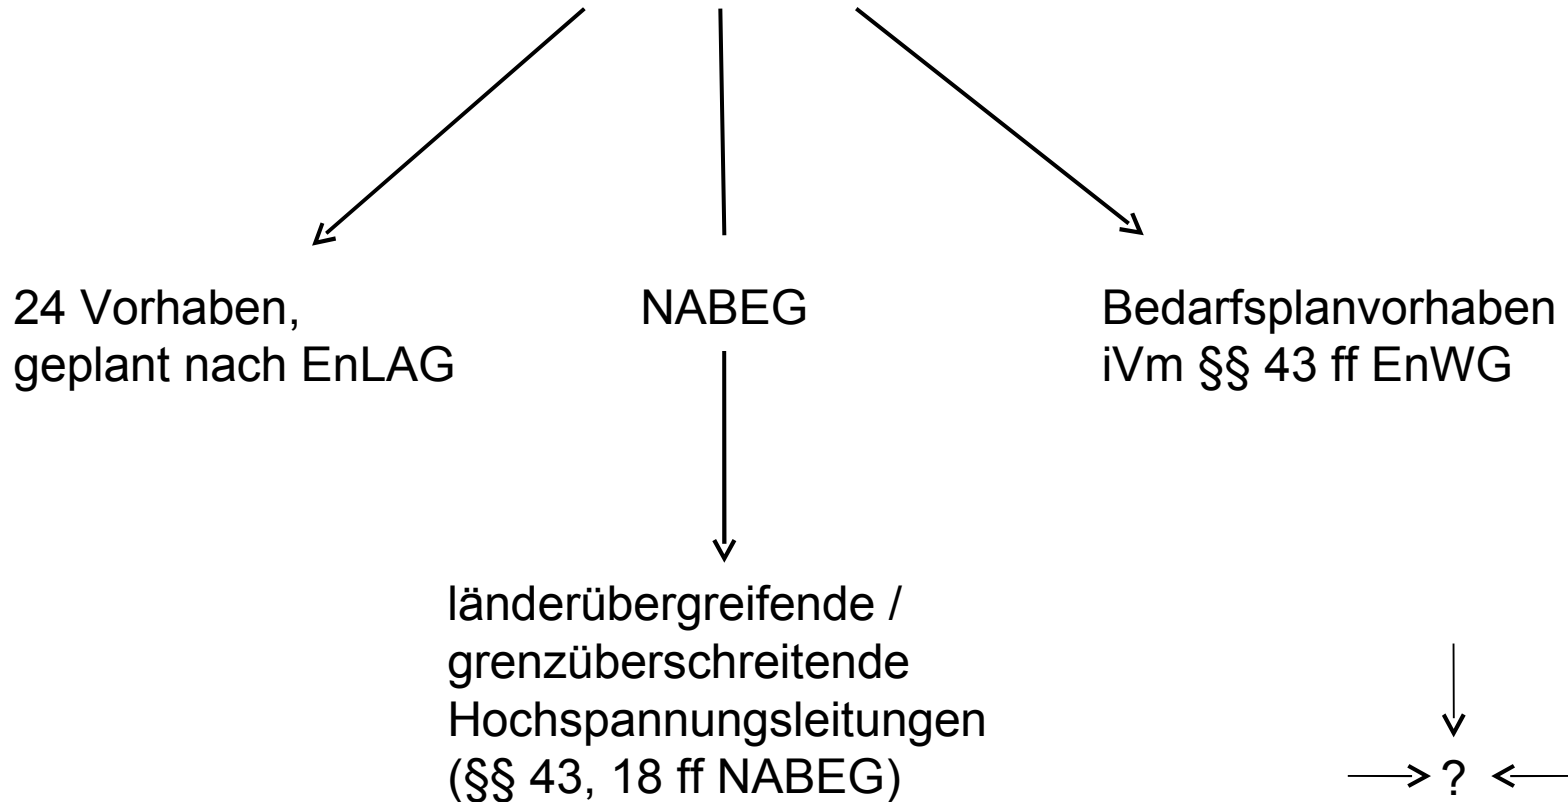 24 Vorhaben,
geplant nach EnLAG
NABEG
Bedarfsplanvorhaben
iVm §§ 43 ff EnWG
länderübergreifende /
grenzüberschreitende
Hochspannungsleitungen
(§§ 43, 18 ff NABEG)
?